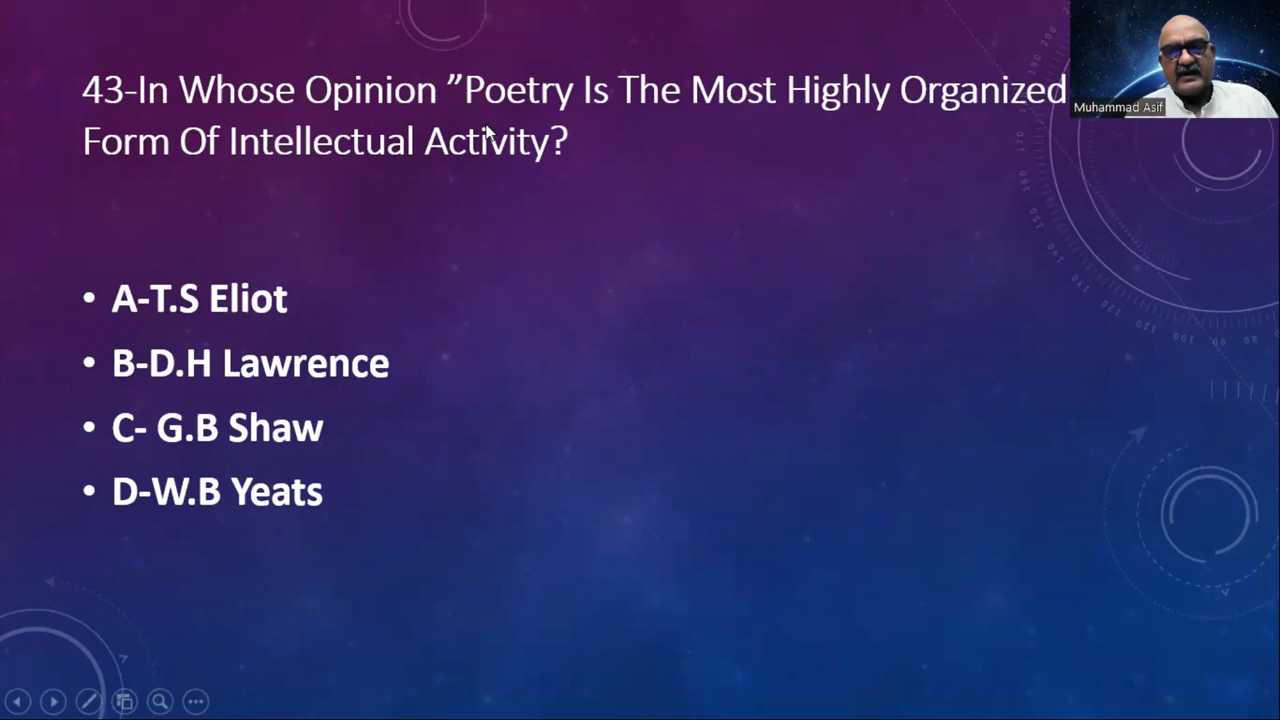 43-In Whose Opinion ”Poetry Is The Most Highly Organized
Form Of Intellectual Activity?
Muhammad Asif
• A-T.S Eliot
• B-D.H Lawrence
• C- G.B Shaw
• D-W.B Yeats